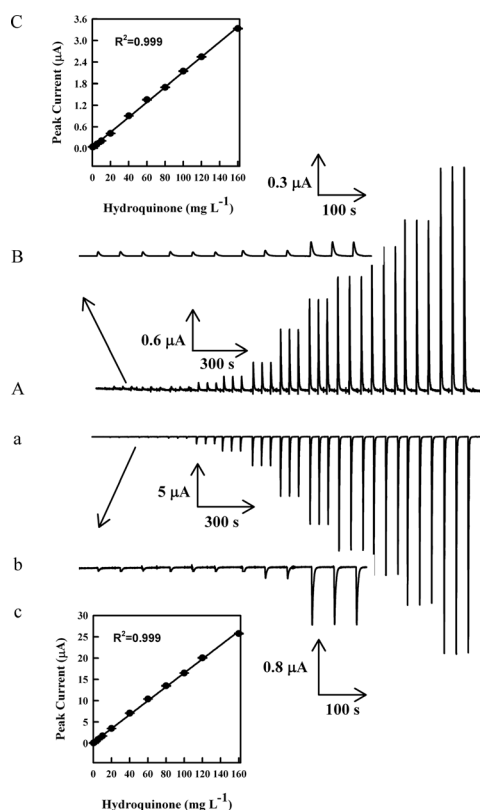 C
Peak Current (µA)
3.6
3.0
2.4
1.8
1.2
0.6
0.0
R²=0.999
0 20 40 60 80 100 120 140 160
Hydroquinone (mg L⁻¹)
0.3 µA
100 s
B
0.6 µA
300 s
A
a
5 µA
300 s
b
0.8 µA
100 s
c
Peak Current (µA)
30
25
20
15
10
5
0
R²=0.999
0 20 40 60 80 100 120 140 160
Hydroquinone (mg L⁻¹)